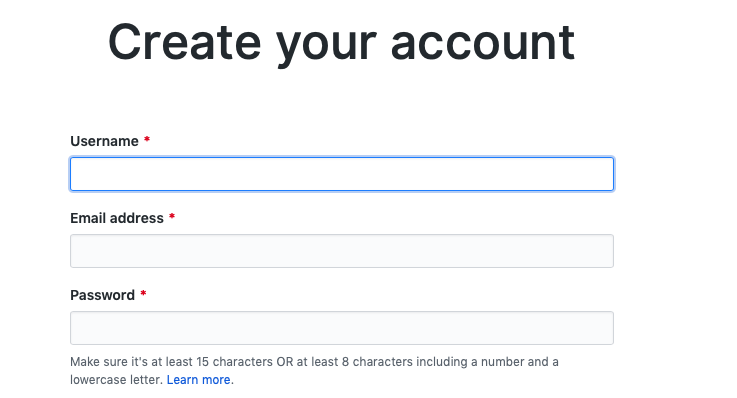 Create your account
Username *
Email address *
Password *
Make sure it's at least 15 characters OR at least 8 characters including a number and a
lowercase letter. Learn more.